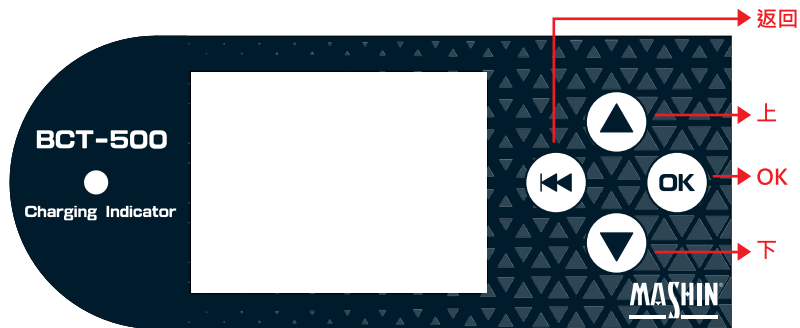 返回
上
BCT-500
OK
OK
Charging Indicator
下
MASHIN